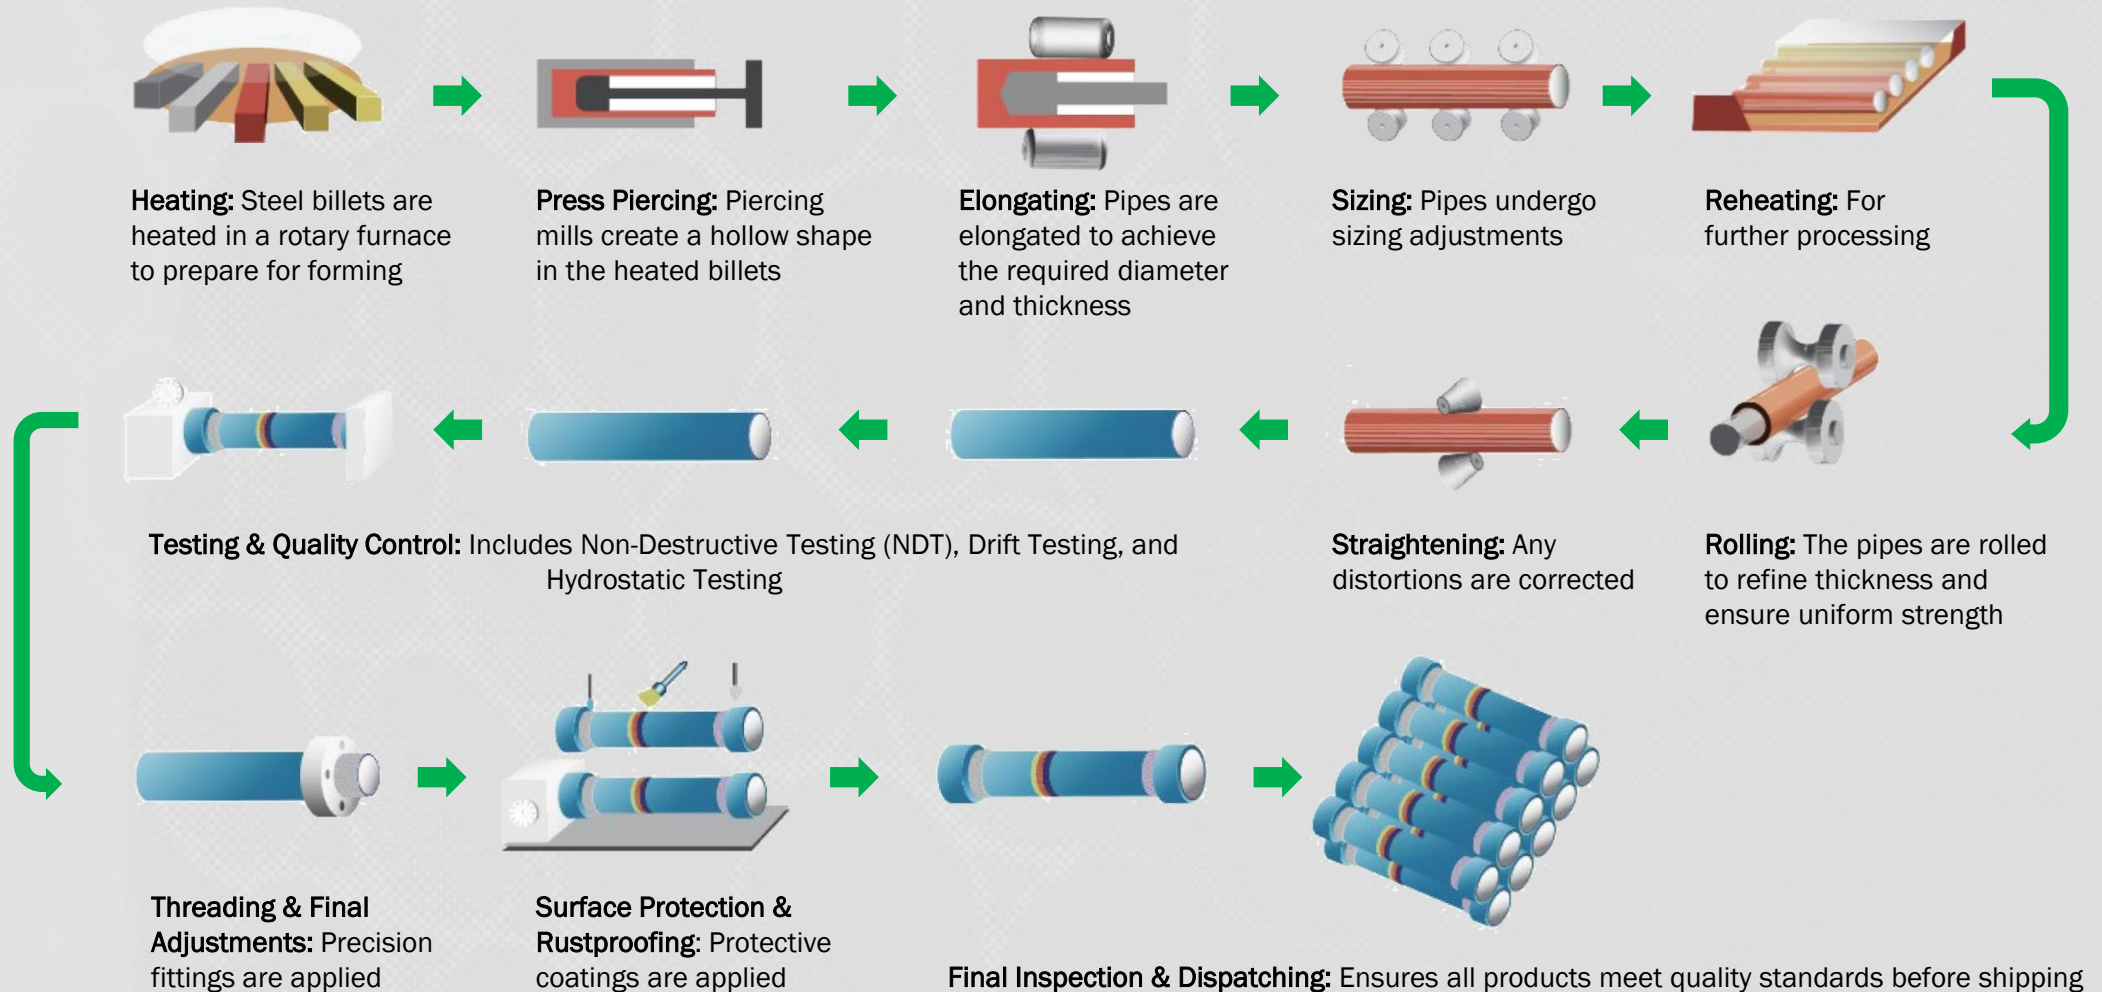 Heating: Steel billets are
heated in a rotary furnace
to prepare for forming
Press Piercing: Piercing
mills create a hollow shape
in the heated billets
Elongating: Pipes are
elongated to achieve
the required diameter
and thickness
Sizing: Pipes undergo
sizing adjustments
Reheating: For
further processing
Testing & Quality Control: Includes Non-Destructive Testing (NDT), Drift Testing, and
Hydrostatic Testing
Straightening: Any
distortions are corrected
Rolling: The pipes are rolled
to refine thickness and
ensure uniform strength
Threading & Final
Adjustments: Precision
fittings are applied
Surface Protection &
Rustproofing: Protective
coatings are applied
Final Inspection & Dispatching: Ensures all products meet quality standards before shipping